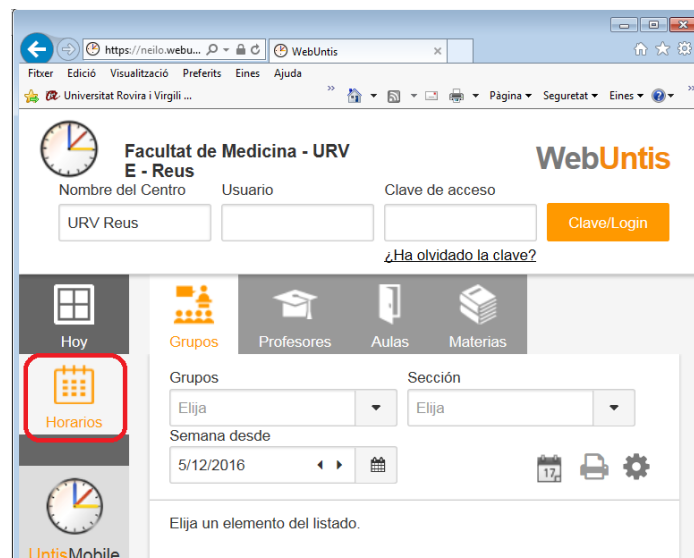 https://neilo.webu...
WebUntis
Fitxer Edició Visualització Preferits Eines Ajuda
Universitat Rovira i Virgili ... » Pàgina Seguretat Eines »
Facultat de Medicina - URV
E - Reus
WebUntis
Nombre del Centro Usuario Clave de acceso
URV Reus Clave/Login
¿Ha olvidado la clave?
Hoy Grupos Profesores Aulas Materias
Horarios
Grupos Sección
Elija Elija
Semana desde
5/12/2016
17
Elija un elemento del listado.
UntisMobile